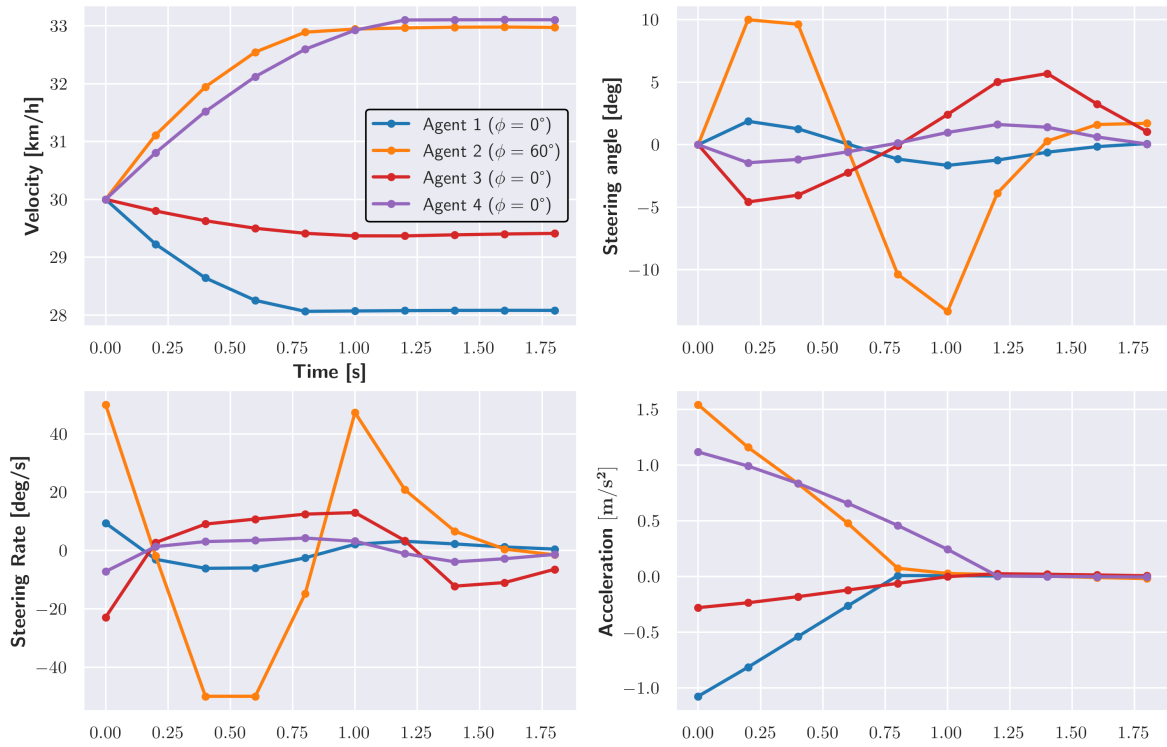 Velocity [km/h]
33
32
31
30
29
28
Agent 1 (ϕ = 0°)
Agent 2 (ϕ = 60°)
Agent 3 (ϕ = 0°)
Agent 4 (ϕ = 0°)
0.00 0.25 0.50 0.75 1.00 1.25 1.50 1.75
Time [s]
Steering angle [deg]
10
5
0
−5
−10
0.00 0.25 0.50 0.75 1.00 1.25 1.50 1.75
Steering Rate [deg/s]
40
20
0
−20
−40
0.00 0.25 0.50 0.75 1.00 1.25 1.50 1.75
Acceleration [m/s²]
1.5
1.0
0.5
0.0
−0.5
−1.0
0.00 0.25 0.50 0.75 1.00 1.25 1.50 1.75